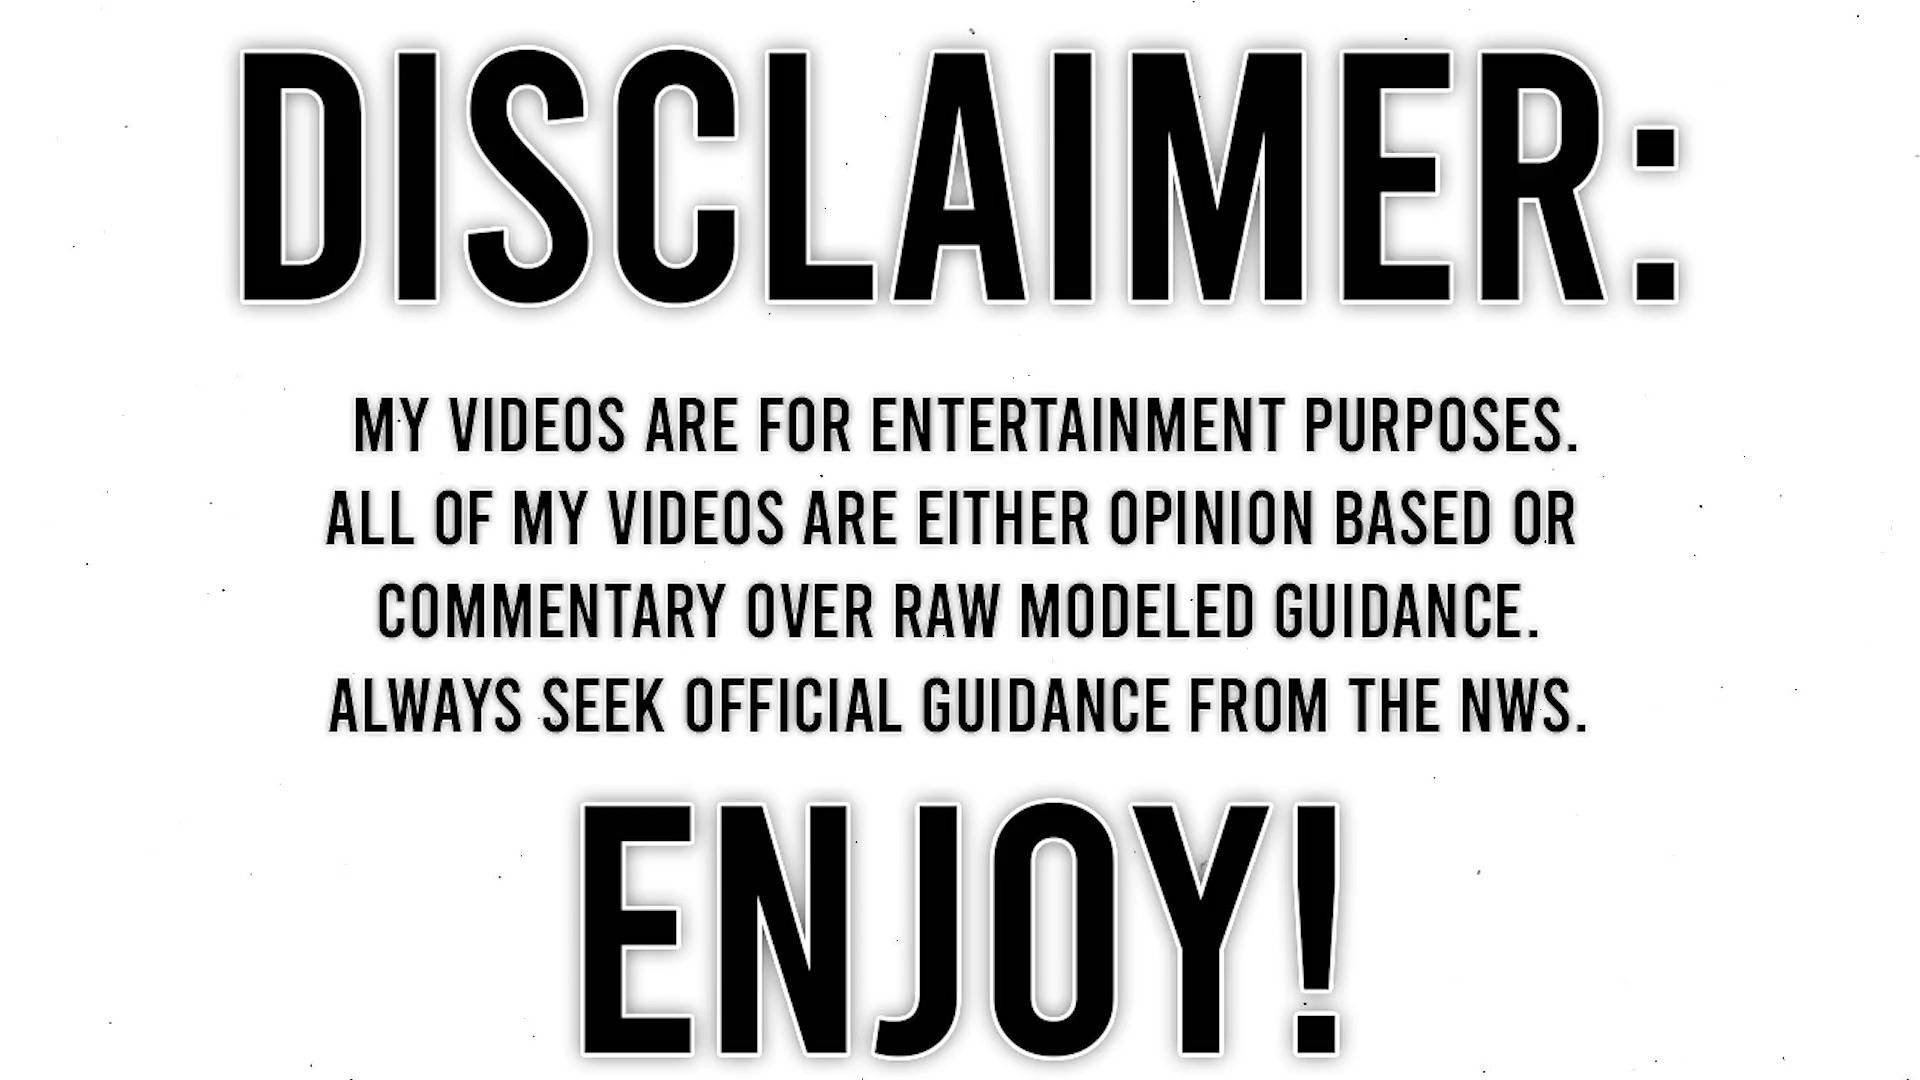 DISCLAIMER:
MY VIDEOS ARE FOR ENTERTAINMENT PURPOSES.
ALL OF MY VIDEOS ARE EITHER OPINION BASED OR
COMMENTARY OVER RAW MODELED GUIDANCE.
ALWAYS SEEK OFFICIAL GUIDANCE FROM THE NWS.
ENJOY!